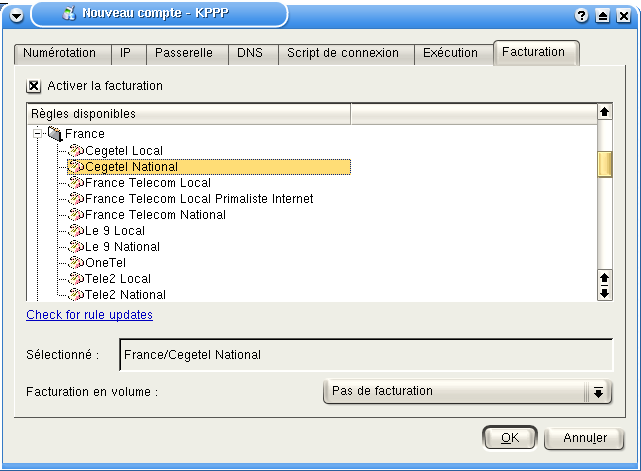 Nouveau compte - KPPP
Numérotation IP Passerelle DNS Script de connexion Exécution Facturation
Activer la facturation
Règles disponibles
France
Cegetel Local
Cegetel National
France Telecom Local
France Telecom Local Primaliste Internet
France Telecom National
Le 9 Local
Le 9 National
OneTel
Tele2 Local
Tele2 National
Check for rule updates
Sélectionné : France/Cegetel National
Facturation en volume : Pas de facturation
OK Annuler